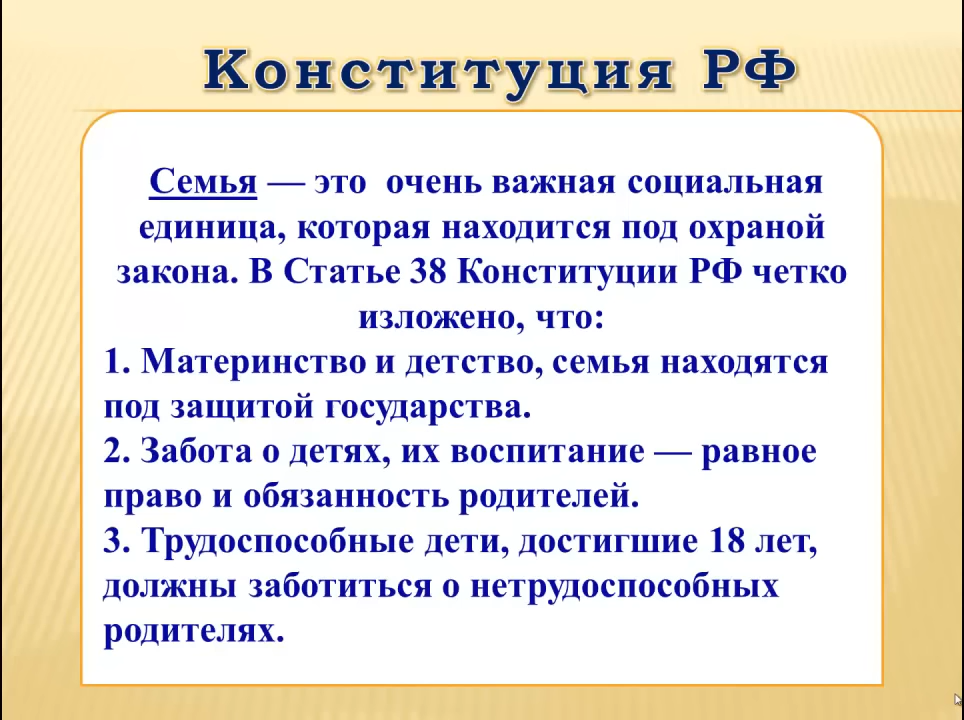 Конституция РФ
Семья — это очень важная социальная
единица, которая находится под охраной
закона. В Статье 38 Конституции РФ четко
изложено, что:
1. Материнство и детство, семья находятся
под защитой государства.
2. Забота о детях, их воспитание — равное
право и обязанность родителей.
3. Трудоспособные дети, достигшие 18 лет,
должны заботиться о нетрудоспособных
родителях.